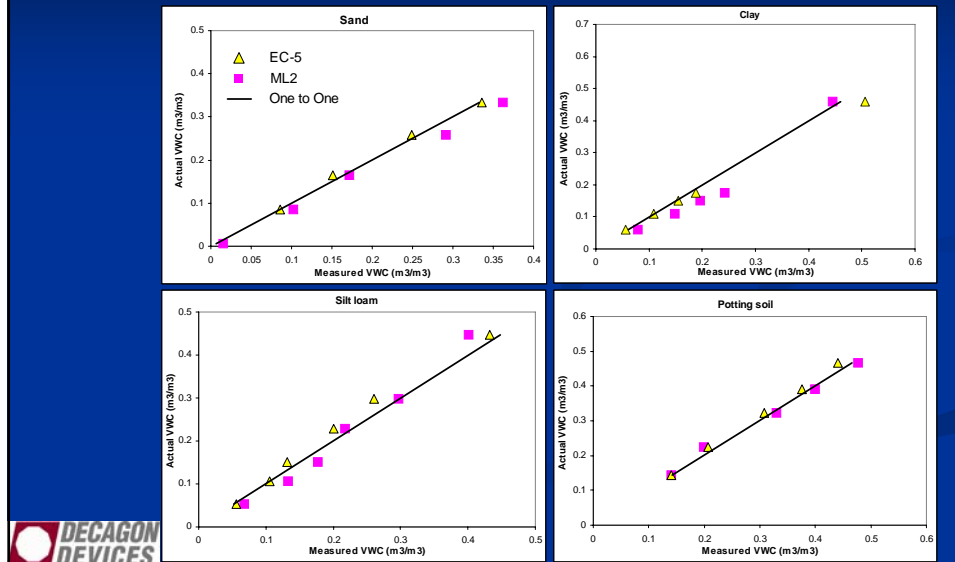 Sand
0.5
0.4
0.3
0.2
0.1
0
EC-5
ML2
One to One
Actual VWC (m3/m3)
0 0.05 0.1 0.15 0.2 0.25 0.3 0.35 0.4
Measured VWC (m3/m3)
Clay
0.7
0.6
0.5
0.4
0.3
0.2
0.1
0
Actual VWC (m3/m3)
0 0.1 0.2 0.3 0.4 0.5 0.6
Measured VWC (m3/m3)
Silt loam
0.5
0.4
0.3
0.2
0.1
0
Actual VWC (m3/m3)
0 0.1 0.2 0.3 0.4 0.5
Measured VWC (m3/m3)
Potting soil
0.6
0.5
0.4
0.3
0.2
0.1
0
Actual VWC (m3/m3)
0 0.1 0.2 0.3 0.4 0.5 0.6
Measured VWC (m3/m3)
DECAGON
DEVICES